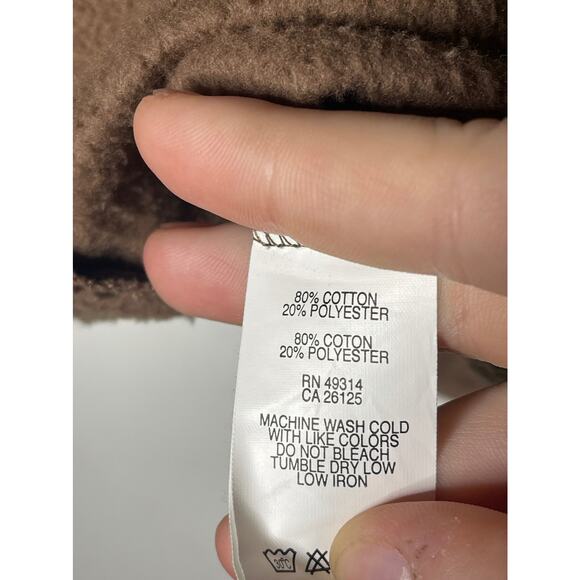 80% COTTON
20% POLYESTER
80% COTON
20% POLYESTER
RN 49314
CA 26125
MACHINE WASH COLD
WITH LIKE COLORS
DO NOT BLEACH
TUMBLE DRY LOW
LOW IRON
30°C